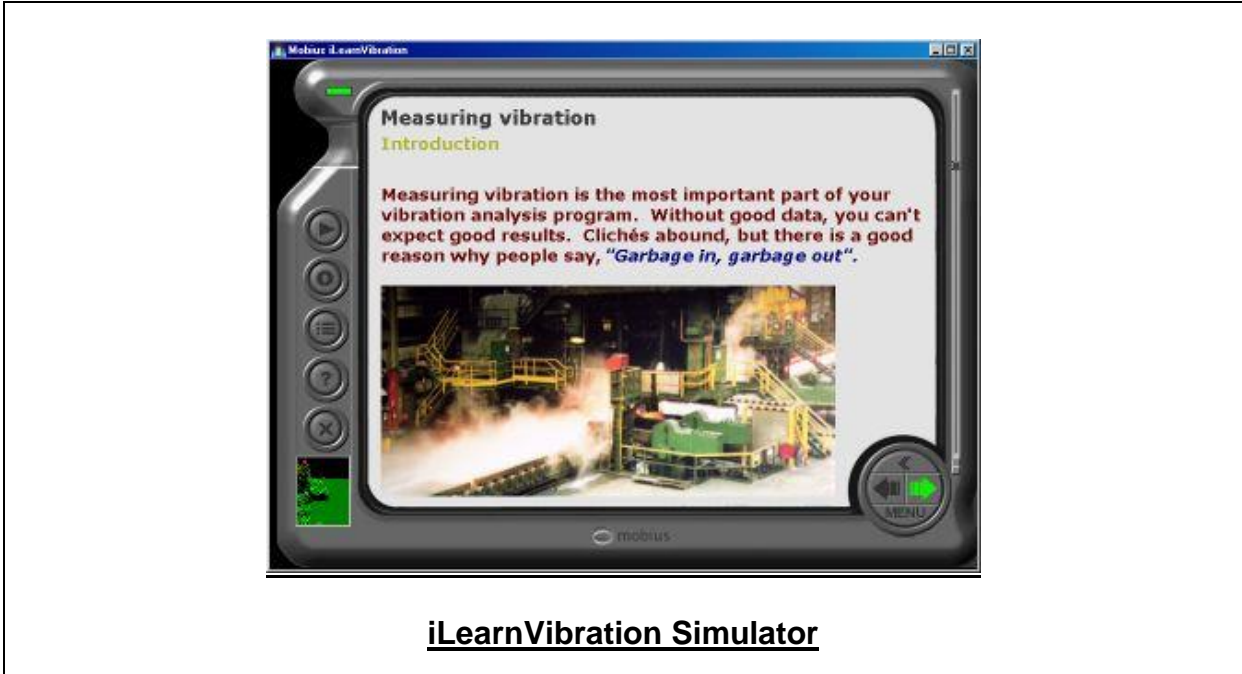 Mobius iLearnVibration
Measuring vibration
Introduction
Measuring vibration is the most important part of your
vibration analysis program.  Without good data, you can't
expect good results.  Clichés abound, but there is a good
reason why people say, "Garbage in, garbage out".
MENU
mobius
iLearnVibration Simulator